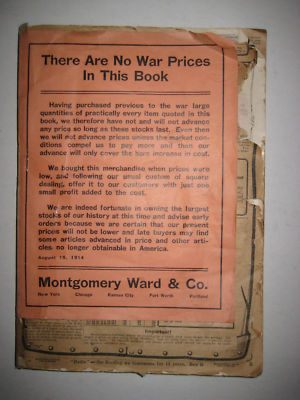 There Are No War Prices
In This Book
Having purchased previous to the war large
quantities of practically every item quoted in this
book, we therefore have not and will not advance
any price so long as these stocks last. Even then
we will not advance prices unless the market con-
ditions compel us to pay more and then our
advance will only cover the bare increase in cost.
We bought this merchandise when prices were
low, and following our usual custom of square
dealing, offer it to our customers with just one
small profit added to the cost.
We are indeed fortunate in owning the largest
stocks of our history at this time and advise early
orders because we are certain that our present
prices will not be lower and late buyers may find
some articles advanced in price and other arti-
cles no longer obtainable in America.
August 15, 1914
Montgomery Ward & Co.
New York Chicago Kansas City Fort Worth Portland
Important!